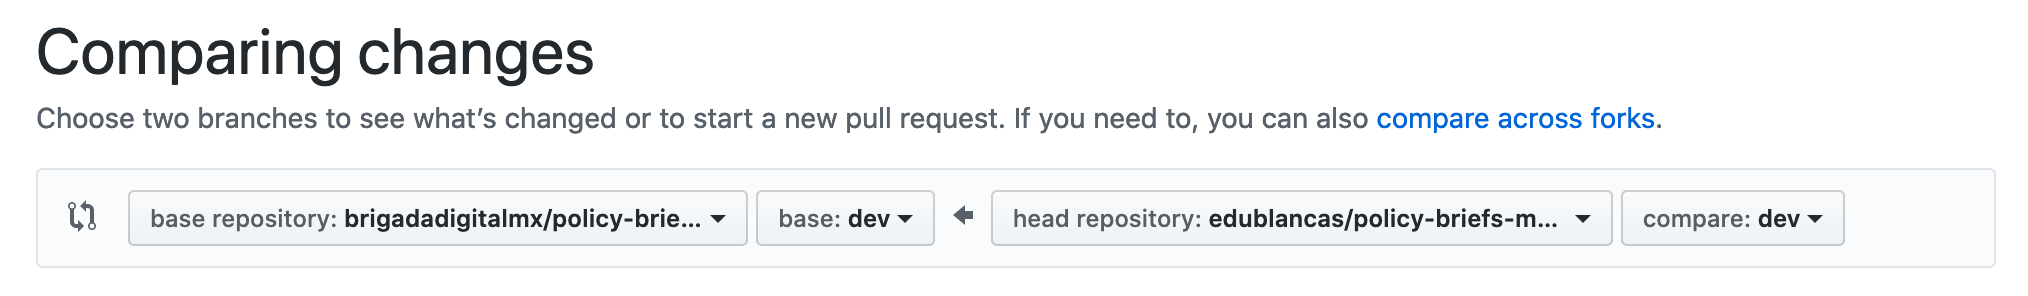 Comparing changes
Choose two branches to see what’s changed or to start a new pull request. If you need to, you can also compare across forks.
base repository: brigadadigitalmx/policy-brie... base: dev head repository: edublancas/policy-briefs-m... compare: dev